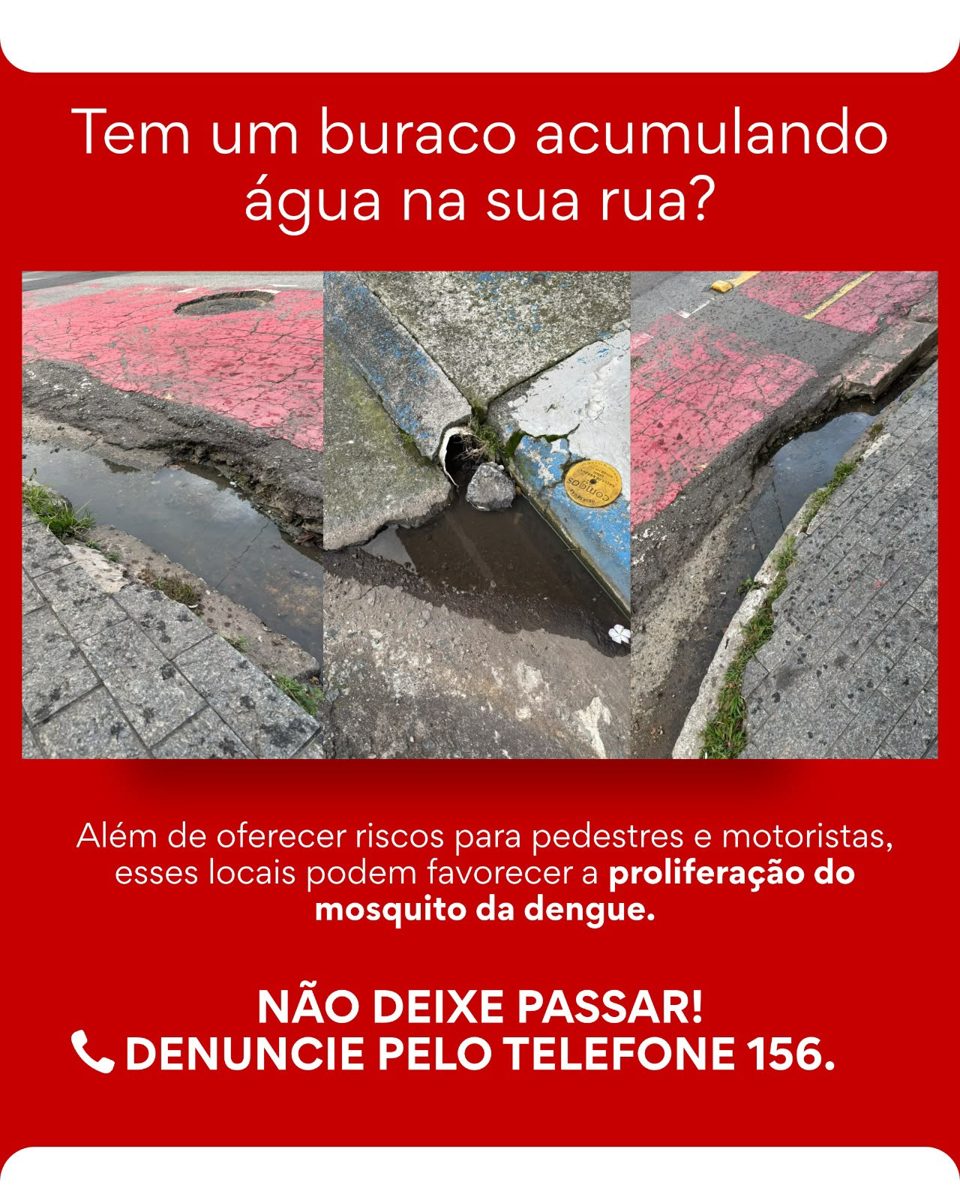 Tem um buraco acumulando
água na sua rua?
comgas
Além de oferecer riscos para pedestres e motoristas,
esses locais podem favorecer a proliferação do
mosquito da dengue.
NÃO DEIXE PASSAR!
DENUNCIE PELO TELEFONE 156.